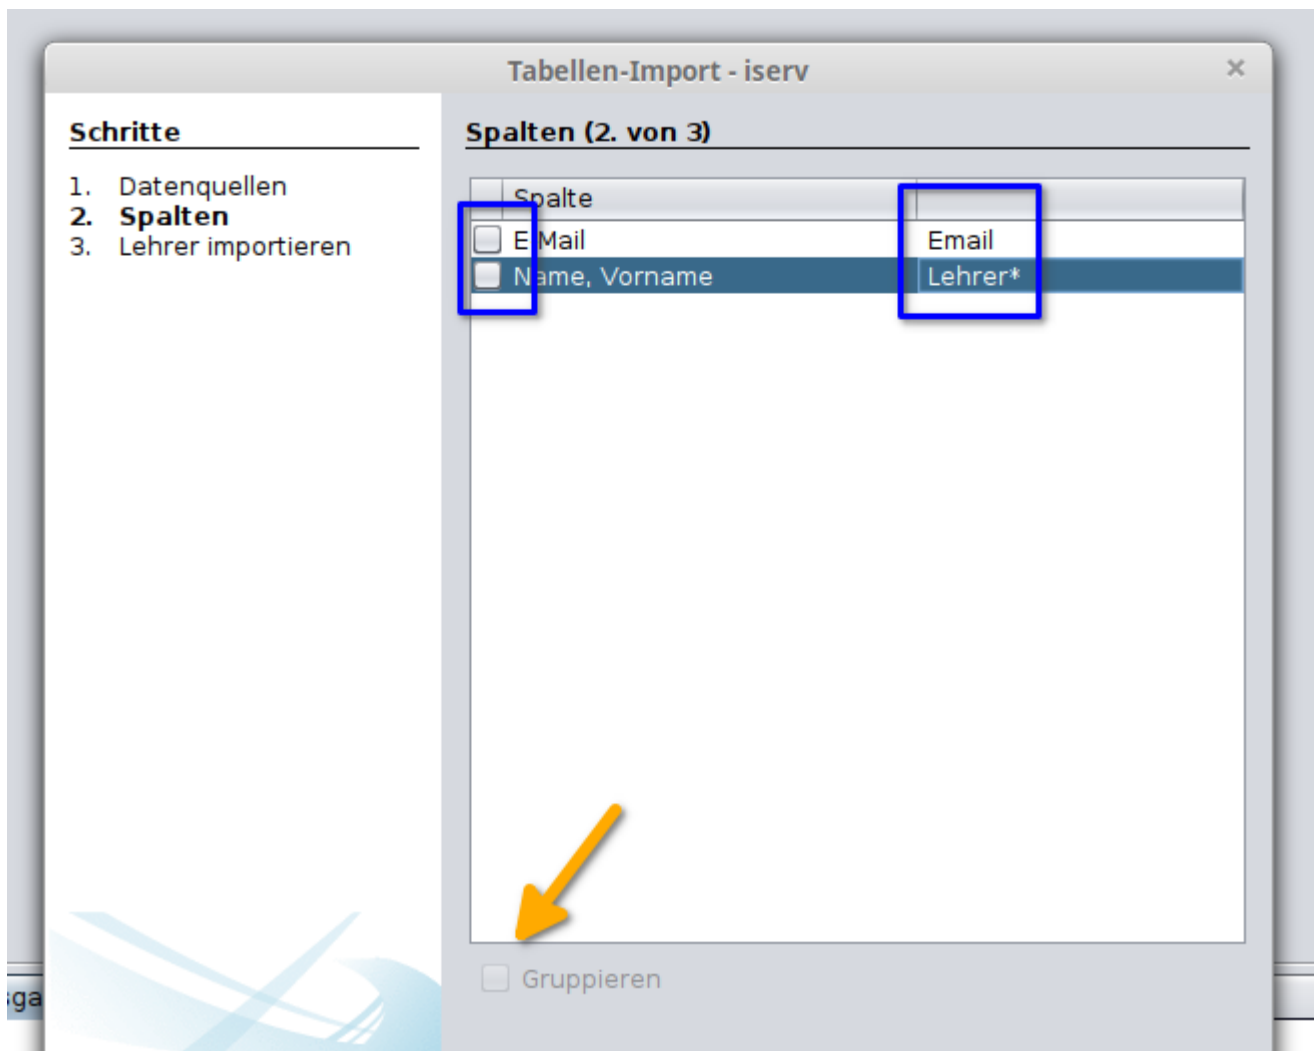 Tabellen-Import - iserv
Schritte
1. Datenquellen
2. Spalten
3. Lehrer importieren
Spalten (2. von 3)
Spalte
E-Mail Email
Name, Vorname Lehrer*
Gruppieren